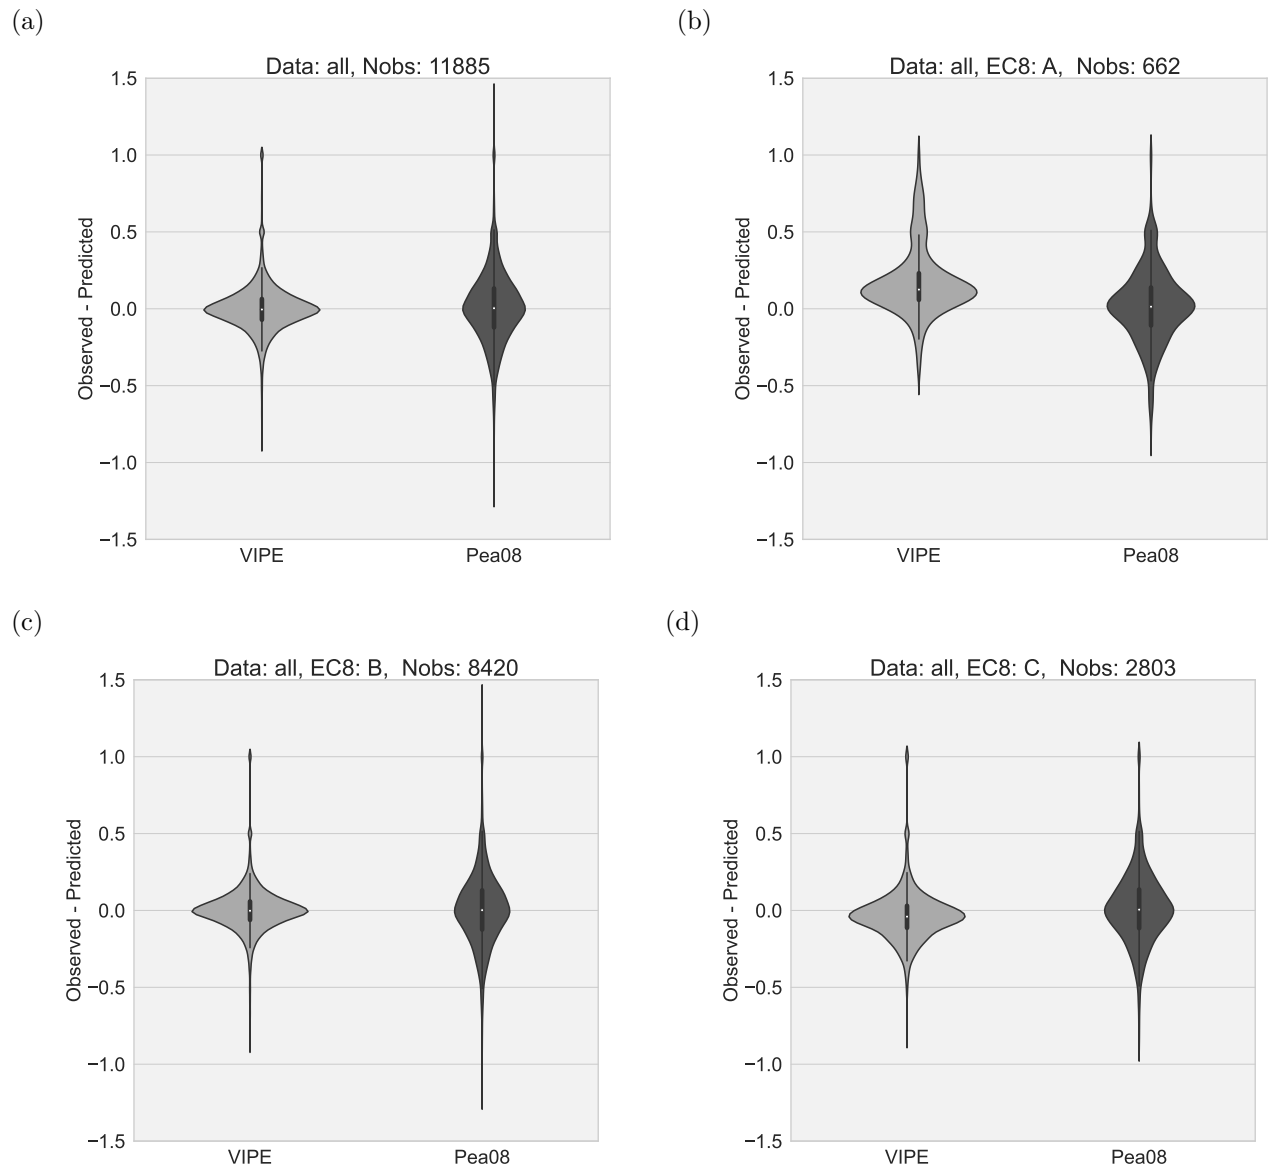 (a)
Data: all, Nobs: 11885
1.5
1.0
0.5
0.0
−0.5
−1.0
−1.5
Observed - Predicted
VIPE Pea08
(b)
Data: all, EC8: A,  Nobs: 662
1.5
1.0
0.5
0.0
−0.5
−1.0
−1.5
Observed - Predicted
VIPE Pea08
(c)
Data: all, EC8: B,  Nobs: 8420
1.5
1.0
0.5
0.0
−0.5
−1.0
−1.5
Observed - Predicted
VIPE Pea08
(d)
Data: all, EC8: C,  Nobs: 2803
1.5
1.0
0.5
0.0
−0.5
−1.0
−1.5
Observed - Predicted
VIPE Pea08